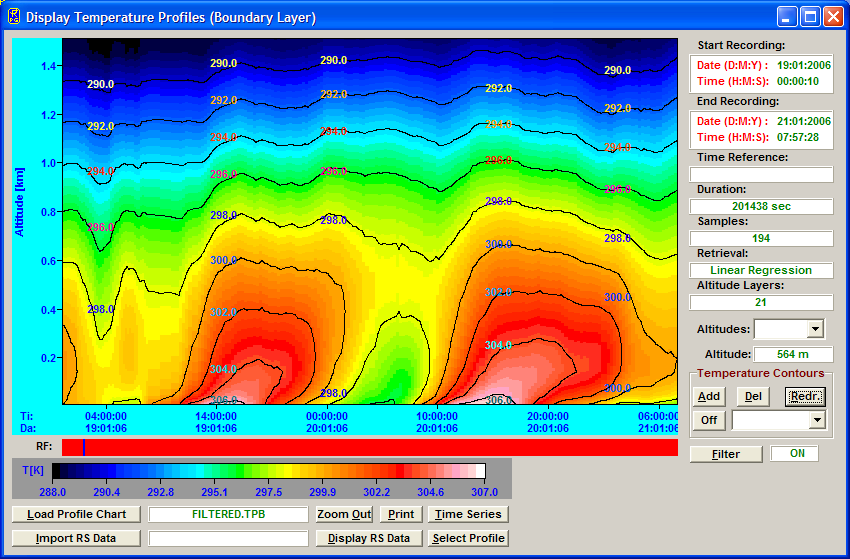 Display Temperature Profiles (Boundary Layer)
Start Recording:
Date (D:M:Y) : 19:01:2006
Time (H:M:S): 00:00:10
End Recording:
Date (D:M:Y) : 21:01:2006
Time (H:M:S): 07:57:28
Time Reference:
Duration:
201438 sec
Samples:
194
Retrieval:
Linear Regression
Altitude Layers:
21
Altitudes:
Altitude: 564 m
Temperature Contours
Add Del Redr.
Off
Filter ON
Altitude [km]
1.4
1.2
1.0
0.8
0.6
0.4
0.2
290.0 290.0 290.0 290.0
292.0 292.0 292.0 292.0 292.0
294.0 294.0 294.0 294.0 294.0
296.0 296.0 296.0 296.0 296.0
298.0 298.0 298.0 298.0 298.0
300.0 300.0 300.0
302.0 302.0
304.0 304.0
298.0 300.0
306.0 306.0
Ti: 04:00:00 14:00:00 00:00:00 10:00:00 20:00:00 06:00:00
Da: 19:01:06 19:01:06 20:01:06 20:01:06 20:01:06 21:01:06
RF:
T[K]
288.0 290.4 292.8 295.1 297.5 299.9 302.2 304.6 307.0
Load Profile Chart FILTERED.TPB Zoom Out Print Time Series
Import RS Data Display RS Data Select Profile